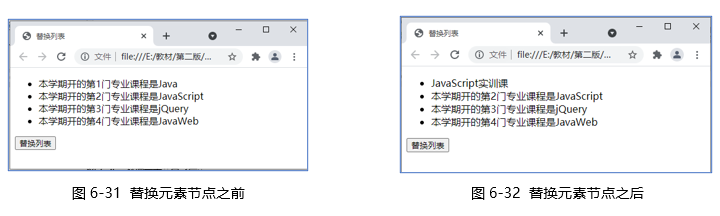 替换列表
文件 | file:///E:/教材/第二版/...
本学期开的第1门专业课程是Java
本学期开的第2门专业课程是JavaScript
本学期开的第3门专业课程是jQuery
本学期开的第4门专业课程是JavaWeb
替换列表
图 6-31 替换元素节点之前
替换列表
文件 | file:///E:/教材/第二版/...
JavaScript实训课
本学期开的第2门专业课程是JavaScript
本学期开的第3门专业课程是jQuery
本学期开的第4门专业课程是JavaWeb
替换列表
图 6-32 替换元素节点之后